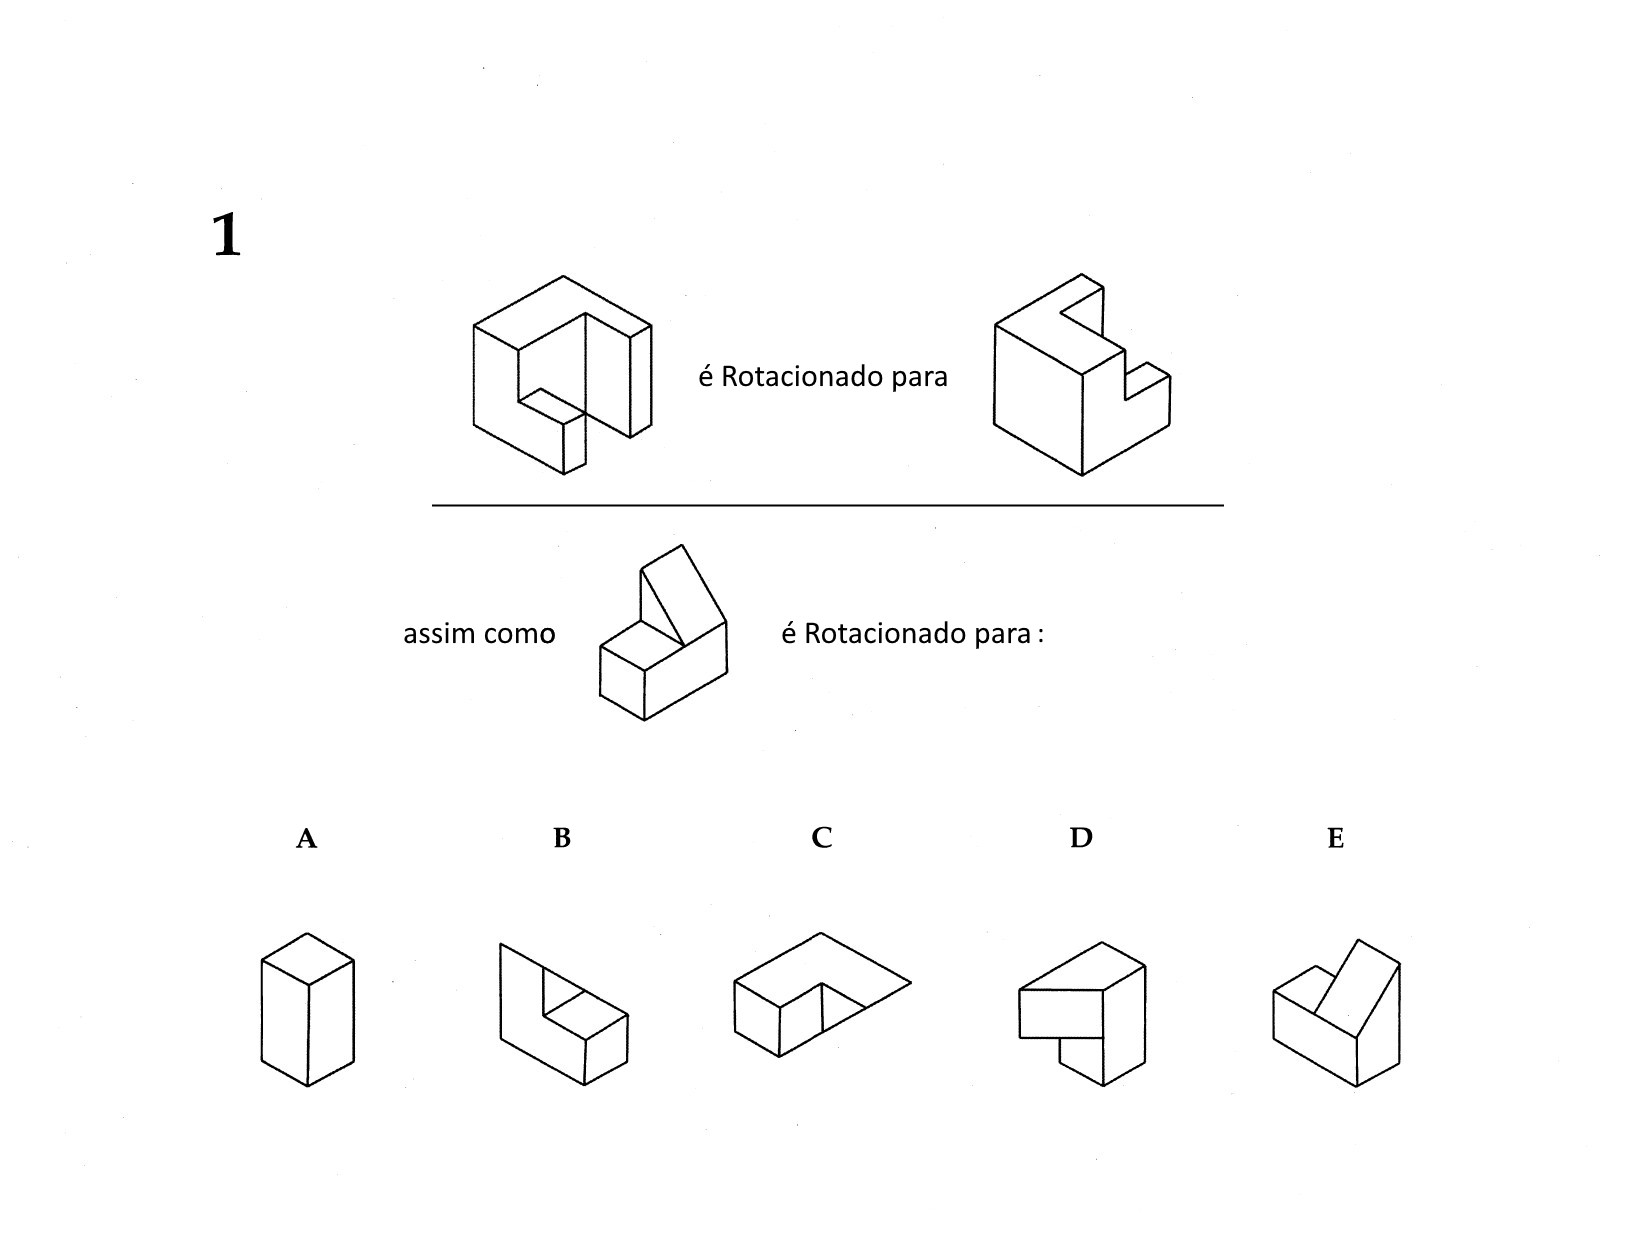 1
é Rotacionado para
assim como é Rotacionado para :
A B C D E